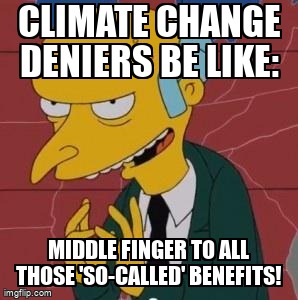 CLIMATE CHANGE
DENIERS BE LIKE:
MIDDLE FINGER TO ALL
THOSE 'SO-CALLED' BENEFITS!
imgflip.com